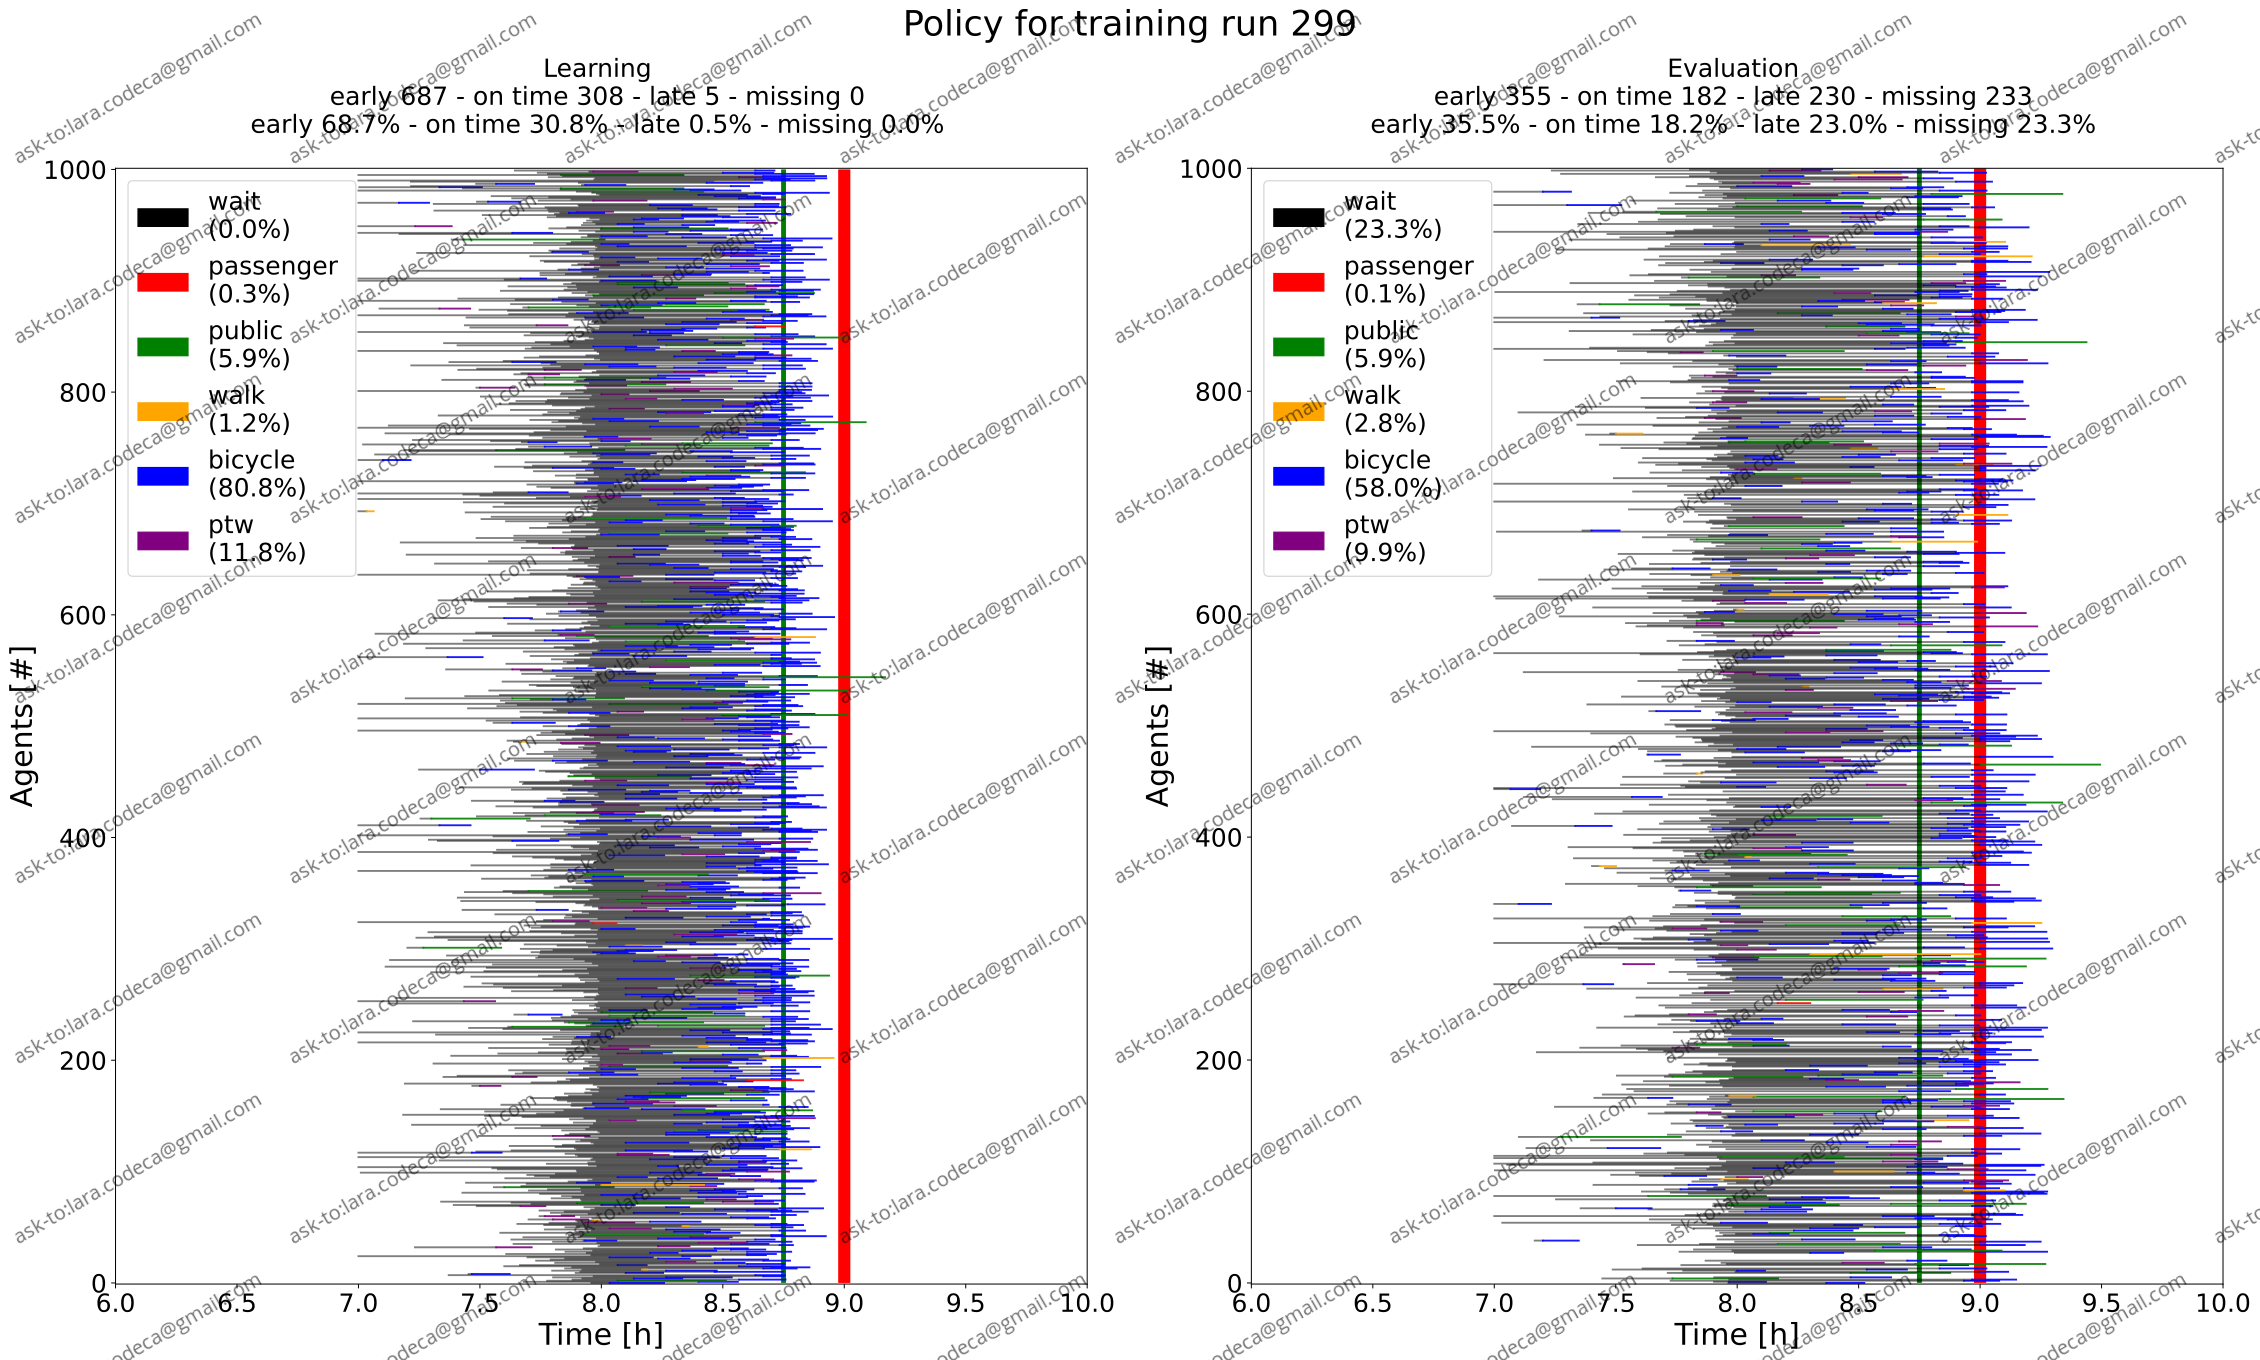 Policy for training run 299
Learning
early 687 - on time 308 - late 5 - missing 0
early 68.7% - on time 30.8% - late 0.5% - missing 0.0%
1000
800
600
400
200
0
Agents [#]
wait
(0.0%)
passenger
(0.3%)
public
(5.9%)
walk
(1.2%)
bicycle
(80.8%)
ptw
(11.8%)
6.0 6.5 7.0 7.5 8.0 8.5 9.0 9.5 10.0
Time [h]
Evaluation
early 355 - on time 182 - late 230 - missing 233
early 35.5% - on time 18.2% - late 23.0% - missing 23.3%
1000
800
600
400
200
0
Agents [#]
wait
(23.3%)
passenger
(0.1%)
public
(5.9%)
walk
(2.8%)
bicycle
(58.0%)
ptw
(9.9%)
6.0 6.5 7.0 7.5 8.0 8.5 9.0 9.5 10.0
Time [h]
ask-to:lara.codeca@gmail.com